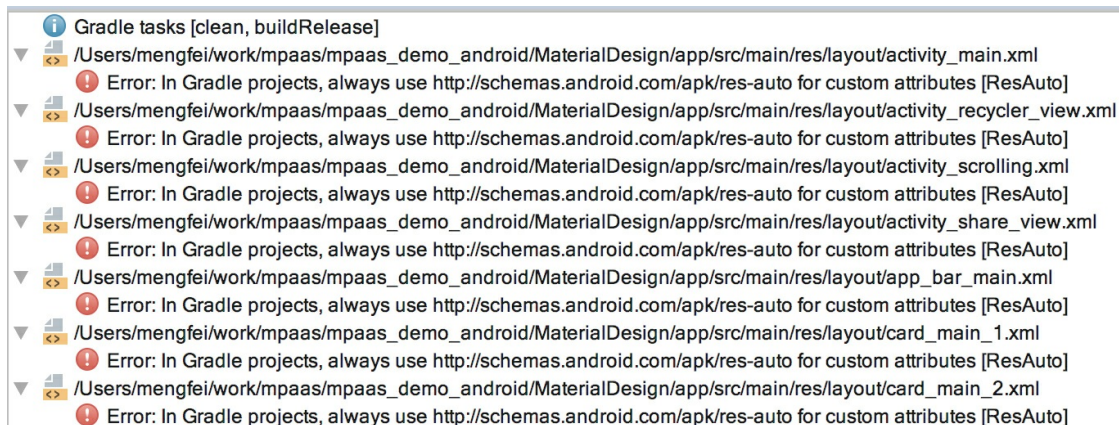 Gradle tasks [clean, buildRelease]
/Users/mengfei/work/mpaas/mpaas_demo_android/MaterialDesign/app/src/main/res/layout/activity_main.xml
Error: In Gradle projects, always use http://schemas.android.com/apk/res-auto for custom attributes [ResAuto]
/Users/mengfei/work/mpaas/mpaas_demo_android/MaterialDesign/app/src/main/res/layout/activity_recycler_view.xml
Error: In Gradle projects, always use http://schemas.android.com/apk/res-auto for custom attributes [ResAuto]
/Users/mengfei/work/mpaas/mpaas_demo_android/MaterialDesign/app/src/main/res/layout/activity_scrolling.xml
Error: In Gradle projects, always use http://schemas.android.com/apk/res-auto for custom attributes [ResAuto]
/Users/mengfei/work/mpaas/mpaas_demo_android/MaterialDesign/app/src/main/res/layout/activity_share_view.xml
Error: In Gradle projects, always use http://schemas.android.com/apk/res-auto for custom attributes [ResAuto]
/Users/mengfei/work/mpaas/mpaas_demo_android/MaterialDesign/app/src/main/res/layout/app_bar_main.xml
Error: In Gradle projects, always use http://schemas.android.com/apk/res-auto for custom attributes [ResAuto]
/Users/mengfei/work/mpaas/mpaas_demo_android/MaterialDesign/app/src/main/res/layout/card_main_1.xml
Error: In Gradle projects, always use http://schemas.android.com/apk/res-auto for custom attributes [ResAuto]
/Users/mengfei/work/mpaas/mpaas_demo_android/MaterialDesign/app/src/main/res/layout/card_main_2.xml
Error: In Gradle projects, always use http://schemas.android.com/apk/res-auto for custom attributes [ResAuto]